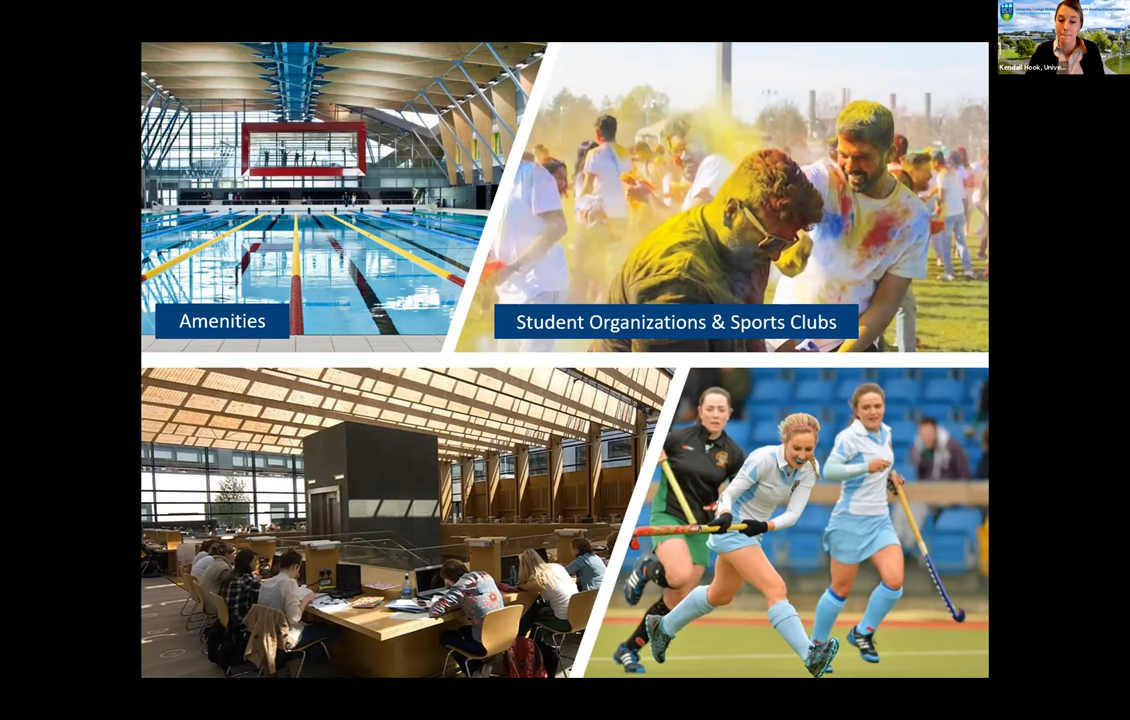 Amenities
Student Organizations & Sports Clubs
Kendall Hook, Unive...